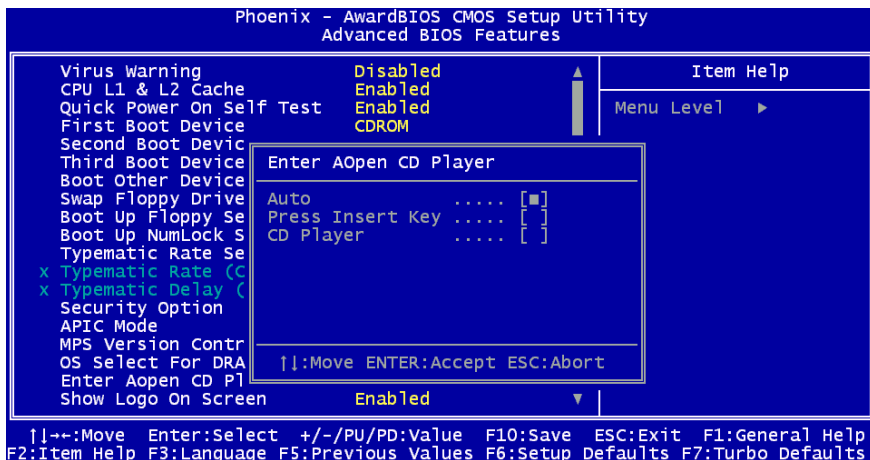 Phoenix - AwardBIOS CMOS Setup Utility
Advanced BIOS Features
Virus Warning Disabled
CPU L1 & L2 Cache Enabled
Quick Power On Self Test Enabled
First Boot Device CDROM
Second Boot Devic
Third Boot Device
Boot Other Device
Swap Floppy Drive
Boot Up Floppy Se
Boot Up NumLock S
Typematic Rate Se
x Typematic Rate (C
x Typematic Delay (
Security Option
APIC Mode
MPS Version Contr
OS Select For DRA
Enter Aopen CD Pl
Show Logo On Screen Enabled
Item Help
Menu Level ▶
Enter AOpen CD Player
Auto ..... [■]
Press Insert Key ..... [ ]
CD Player ..... [ ]
↑↓:Move ENTER:Accept ESC:Abort
↑↓→←:Move Enter:Select +/-/PU/PD:Value F10:Save ESC:Exit F1:General Help
F2:Item Help F3:Language F5:Previous Values F6:Setup Defaults F7:Turbo Defaults